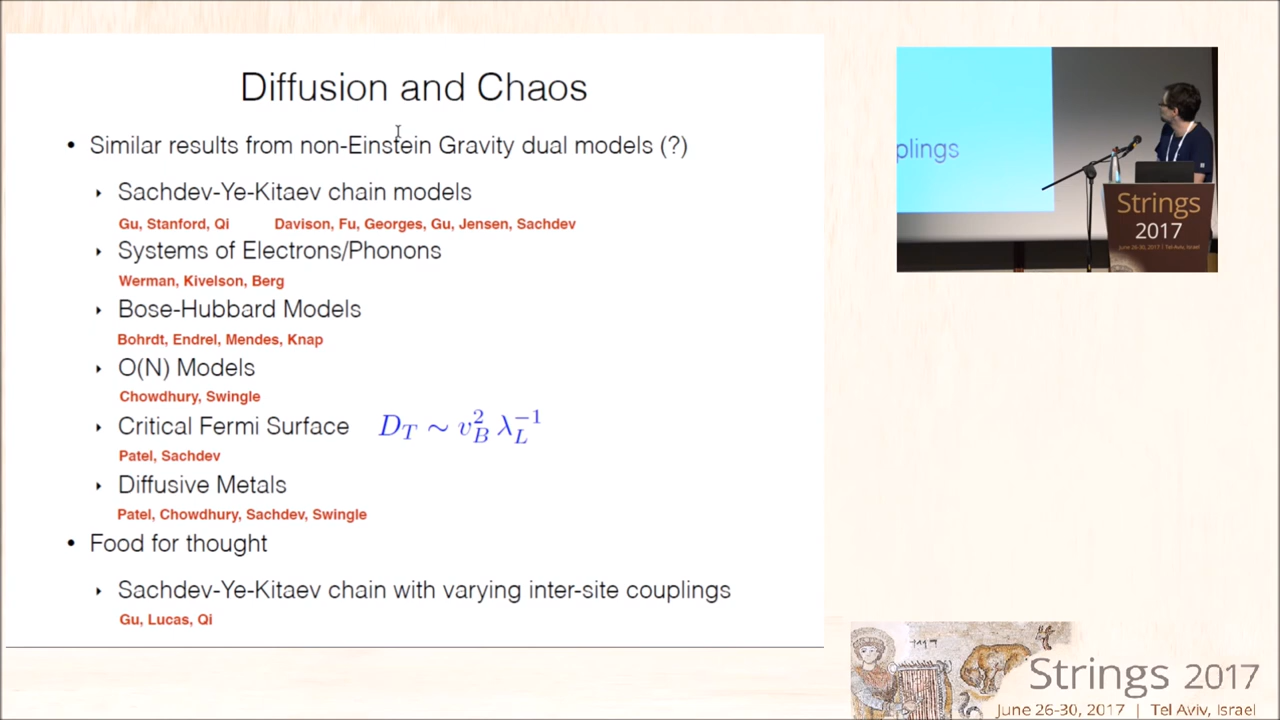 Diffusion and Chaos
• Similar results from non-Einstein Gravity dual models (?)
‣ Sachdev-Ye-Kitaev chain models
Gu, Stanford, Qi Davison, Fu, Georges, Gu, Jensen, Sachdev
‣ Systems of Electrons/Phonons
Werman, Kivelson, Berg
‣ Bose-Hubbard Models
Bohrdt, Endrel, Mendes, Knap
‣ O(N) Models
Chowdhury, Swingle
‣ Critical Fermi Surface D_T ∼ v_B^2 λ_L^{-1}
Patel, Sachdev
‣ Diffusive Metals
Patel, Chowdhury, Sachdev, Swingle
• Food for thought
‣ Sachdev-Ye-Kitaev chain with varying inter-site couplings
Gu, Lucas, Qi
plings
Strings
2017
June 26-30, 2017 | Tel Aviv, Israel
Strings 2017
June 26-30, 2017 | Tel Aviv, Israel